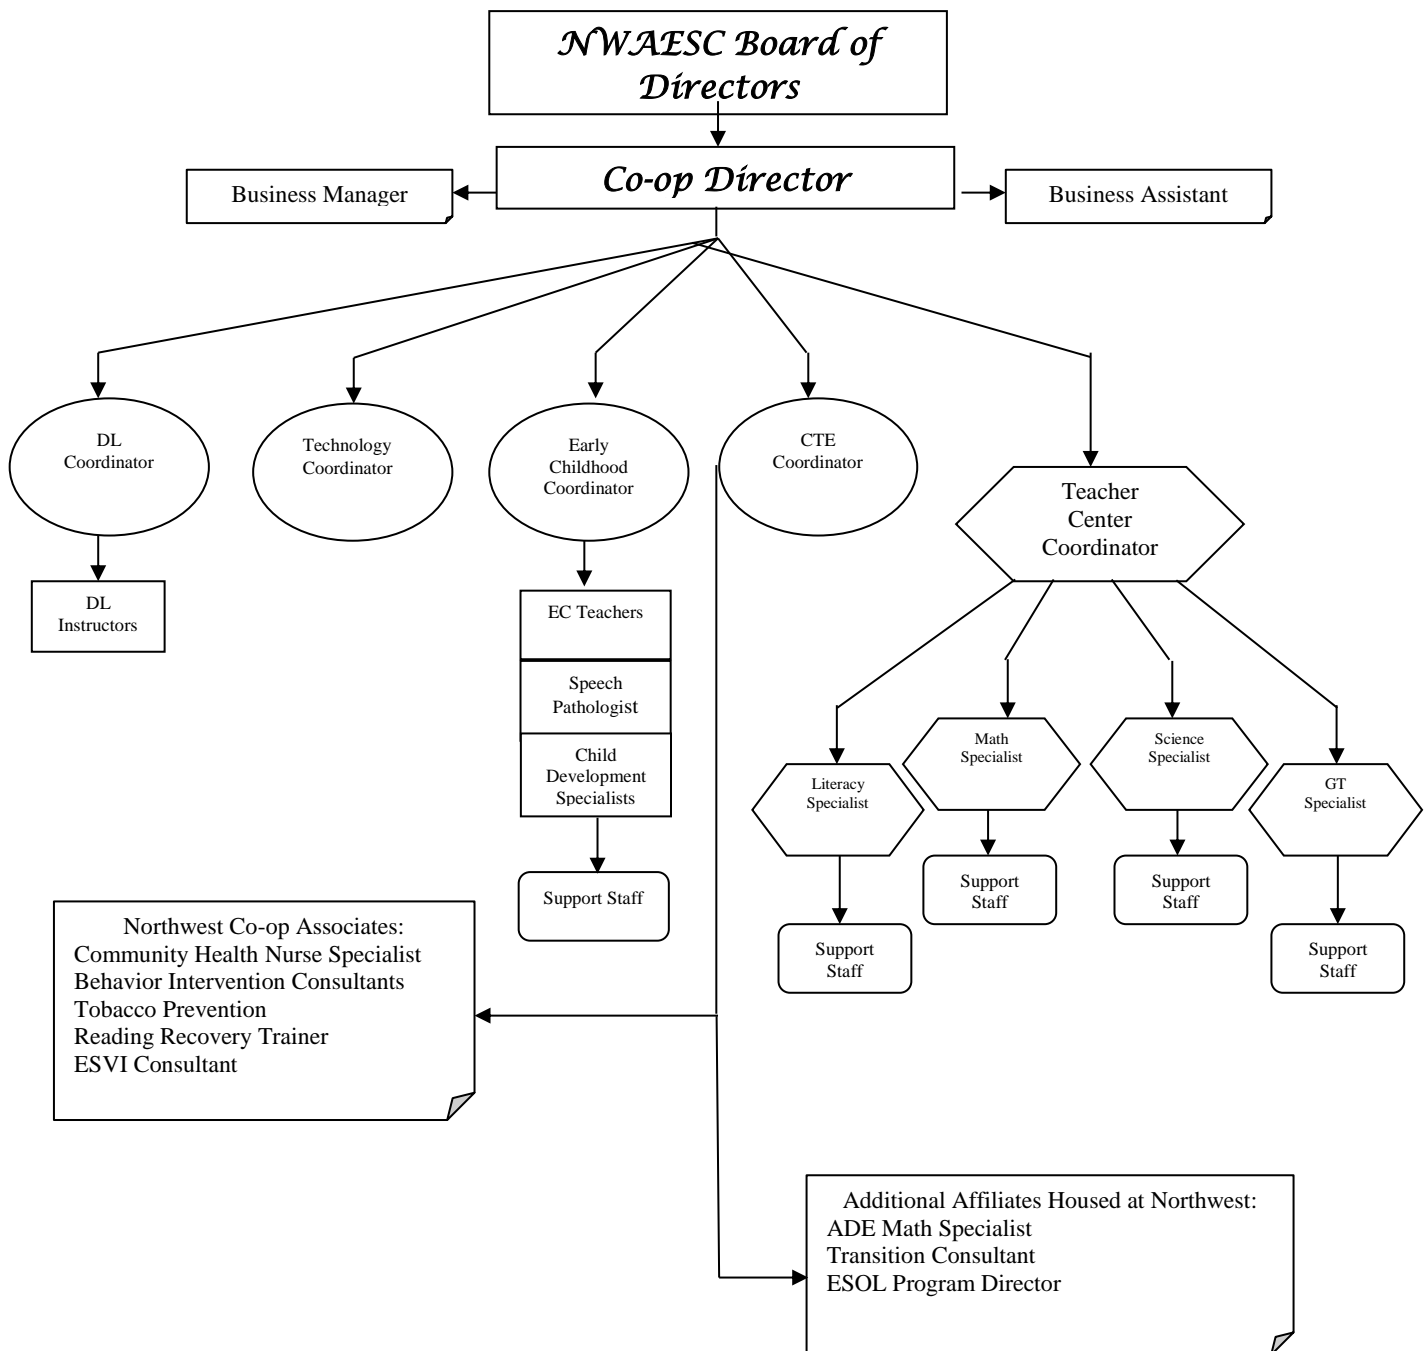 NWAESC Board of
Directors
Co-op Director
Business Manager
Business Assistant
DL
Coordinator
Technology
Coordinator
Early
Childhood
Coordinator
CTE
Coordinator
Teacher
Center
Coordinator
DL
Instructors
EC Teachers
Speech
Pathologist
Child
Development
Specialists
Support Staff
Literacy
Specialist
Math
Specialist
Science
Specialist
GT
Specialist
Support
Staff
Support
Staff
Support
Staff
Support
Staff
Northwest Co-op Associates:
Community Health Nurse Specialist
Behavior Intervention Consultants
Tobacco Prevention
Reading Recovery Trainer
ESVI Consultant
Additional Affiliates Housed at Northwest:
ADE Math Specialist
Transition Consultant
ESOL Program Director